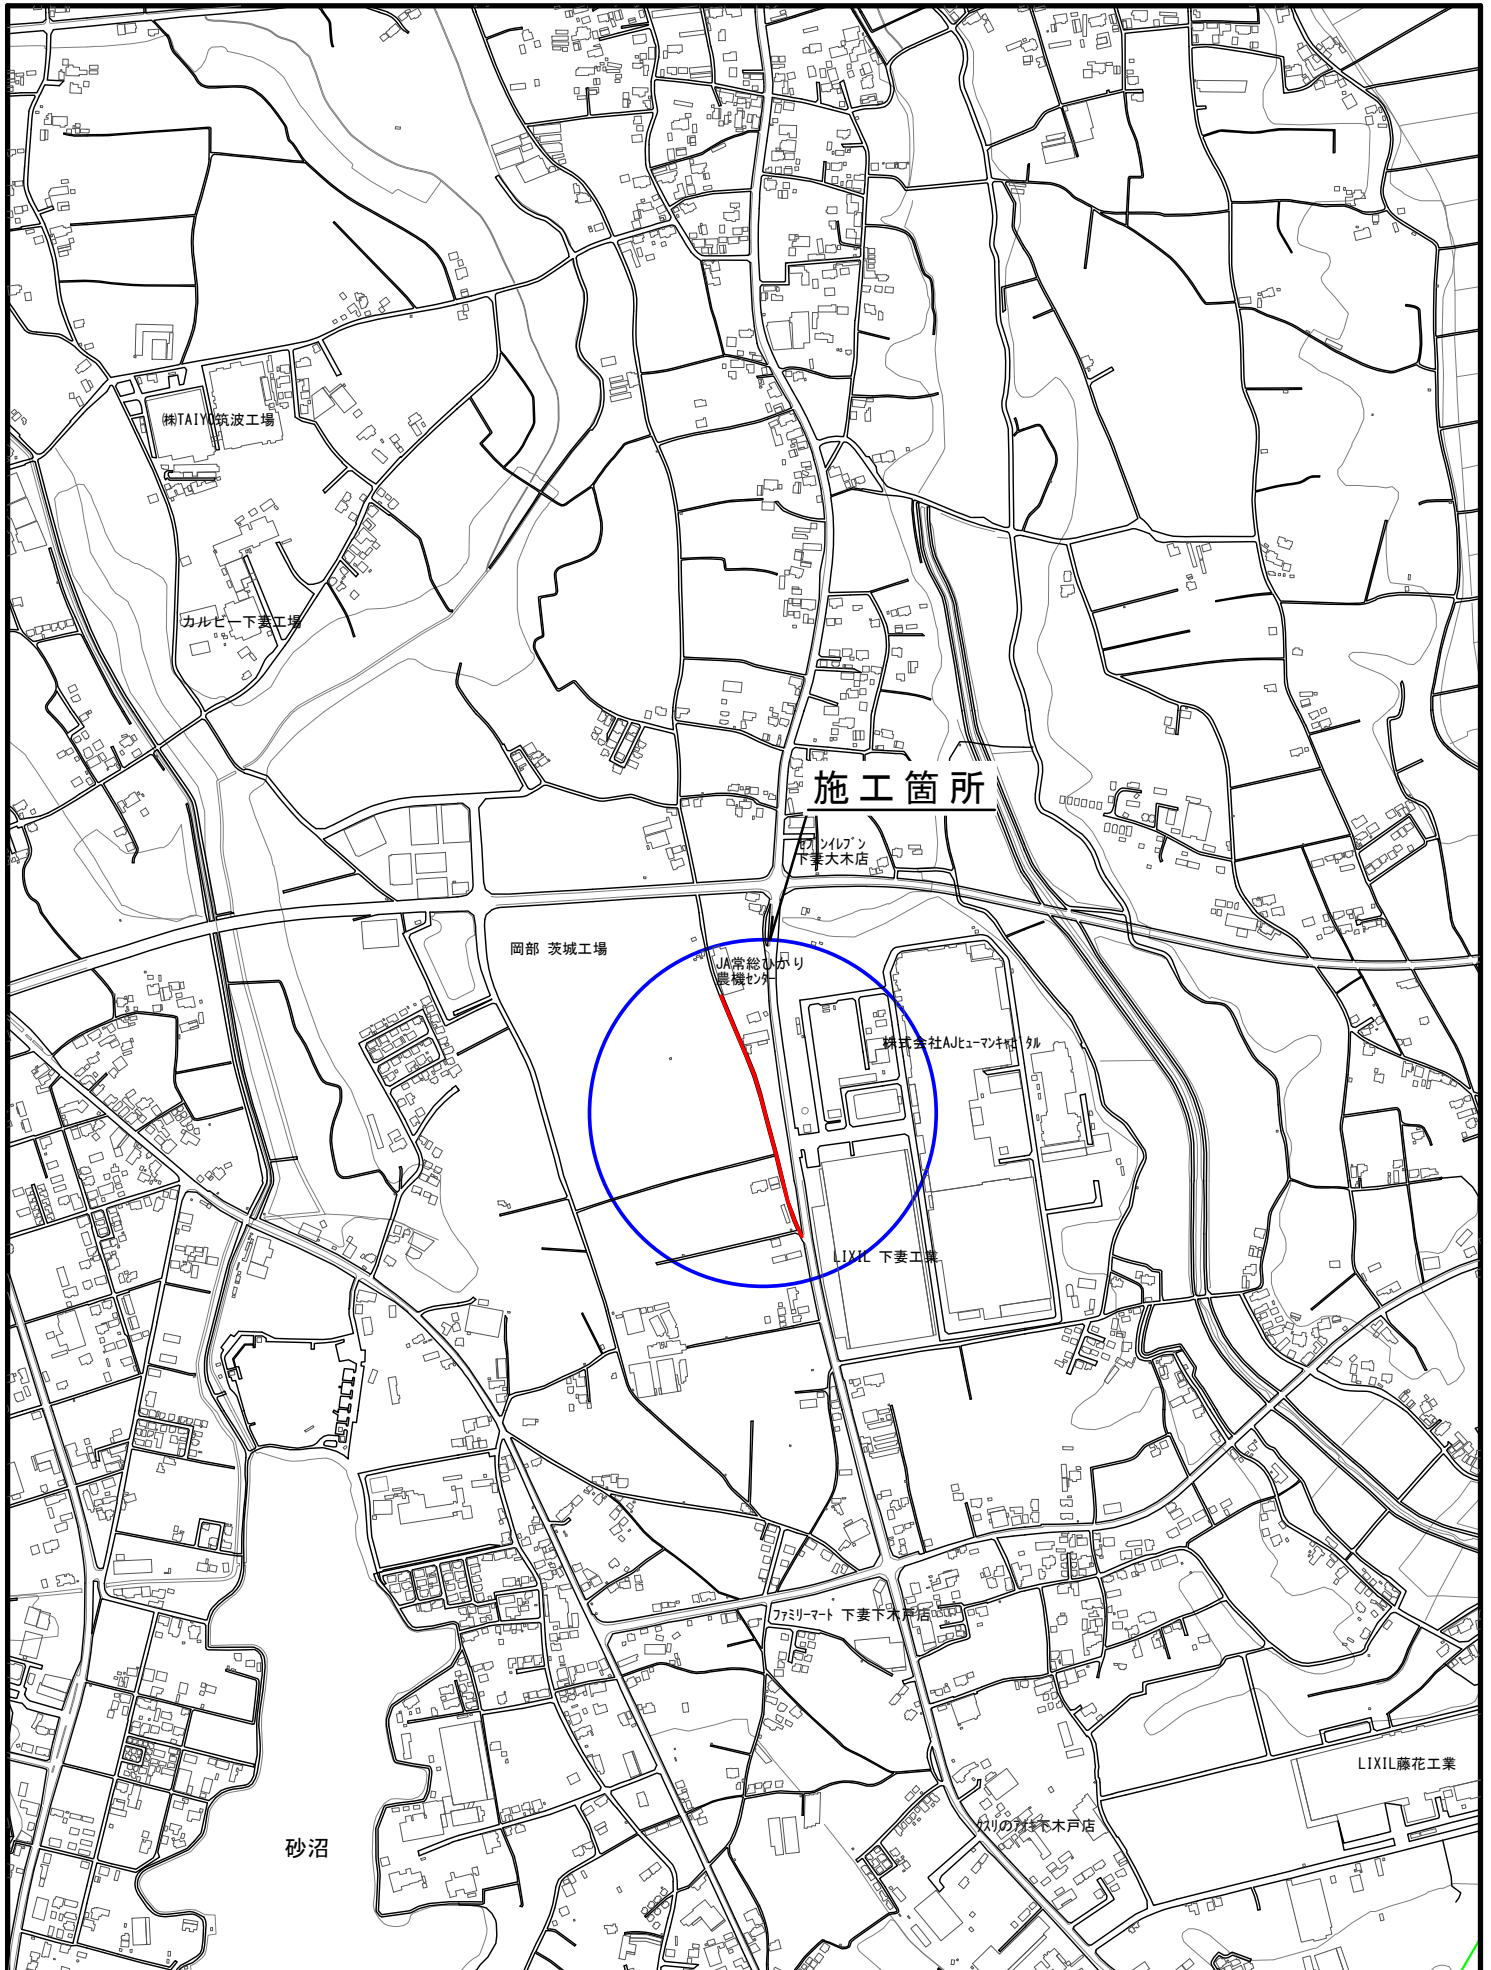 ㈱TAIYO筑波工場
カルビー下妻工場
施工箇所
セブンイレブン
下妻大木店
岡部 茨城工場
JA常総ひかり
農機センター
株式会社AJヒューマンキャピタル
LIXIL 下妻工業
ファミリーマート 下妻下木戸店
LIXIL藤花工業
クスリのアオキ下木戸店
砂沼